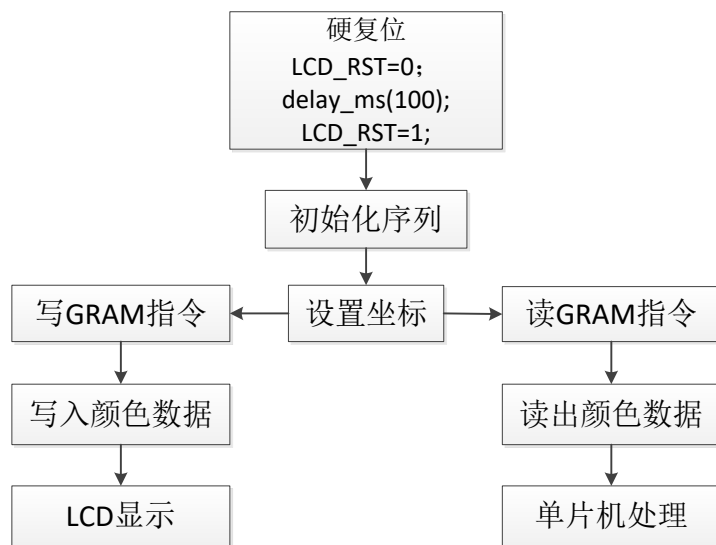 硬复位
LCD_RST=0；
delay_ms(100);
LCD_RST=1;
初始化序列
写GRAM指令
设置坐标
读GRAM指令
写入颜色数据
读出颜色数据
LCD显示
单片机处理